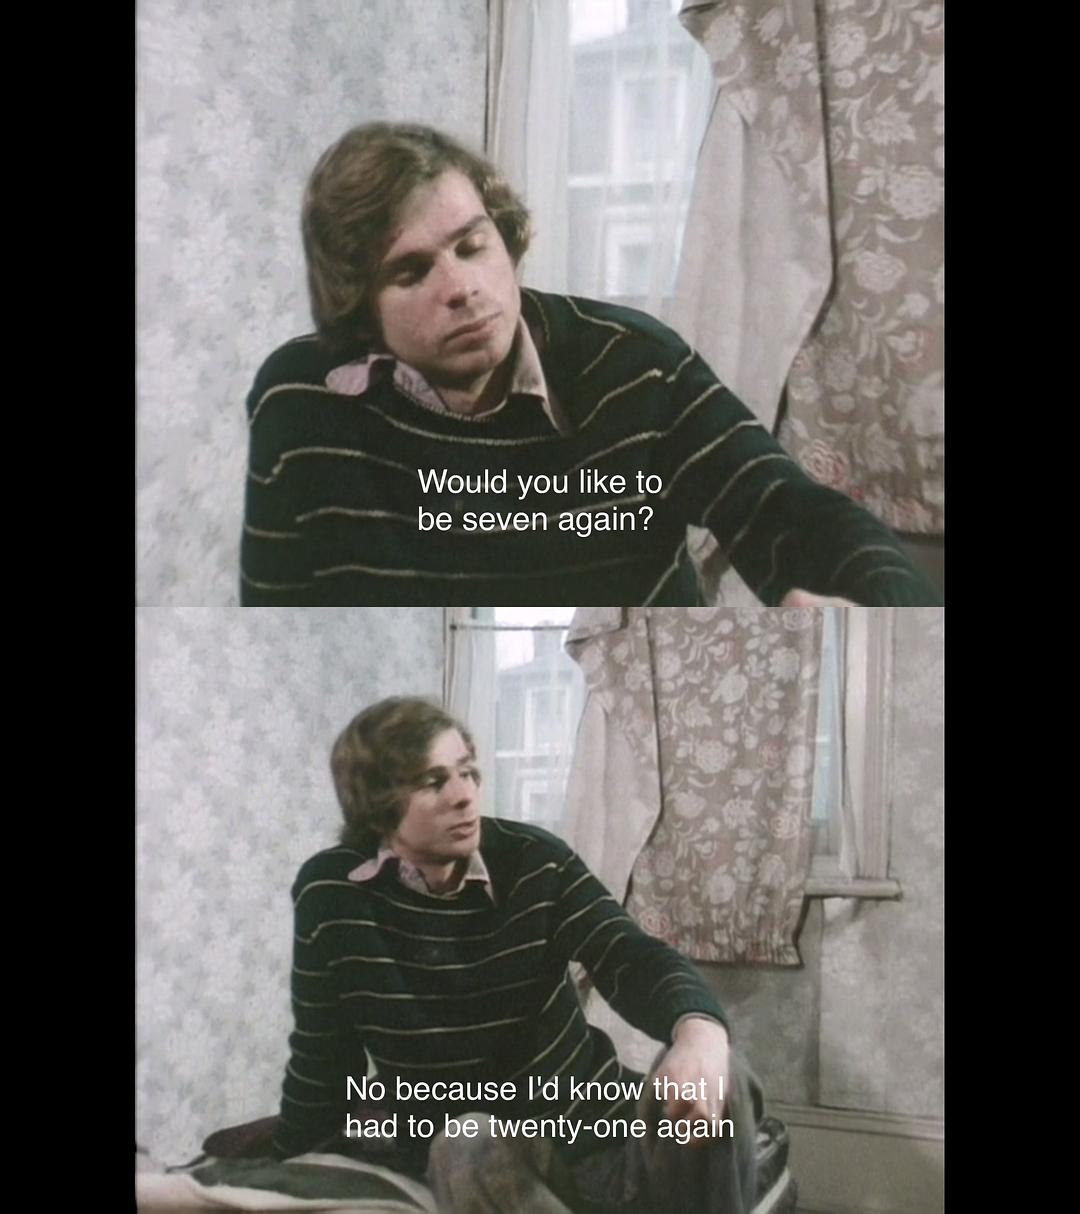 Would you like to
be seven again?
No because I'd know that I
had to be twenty-one again